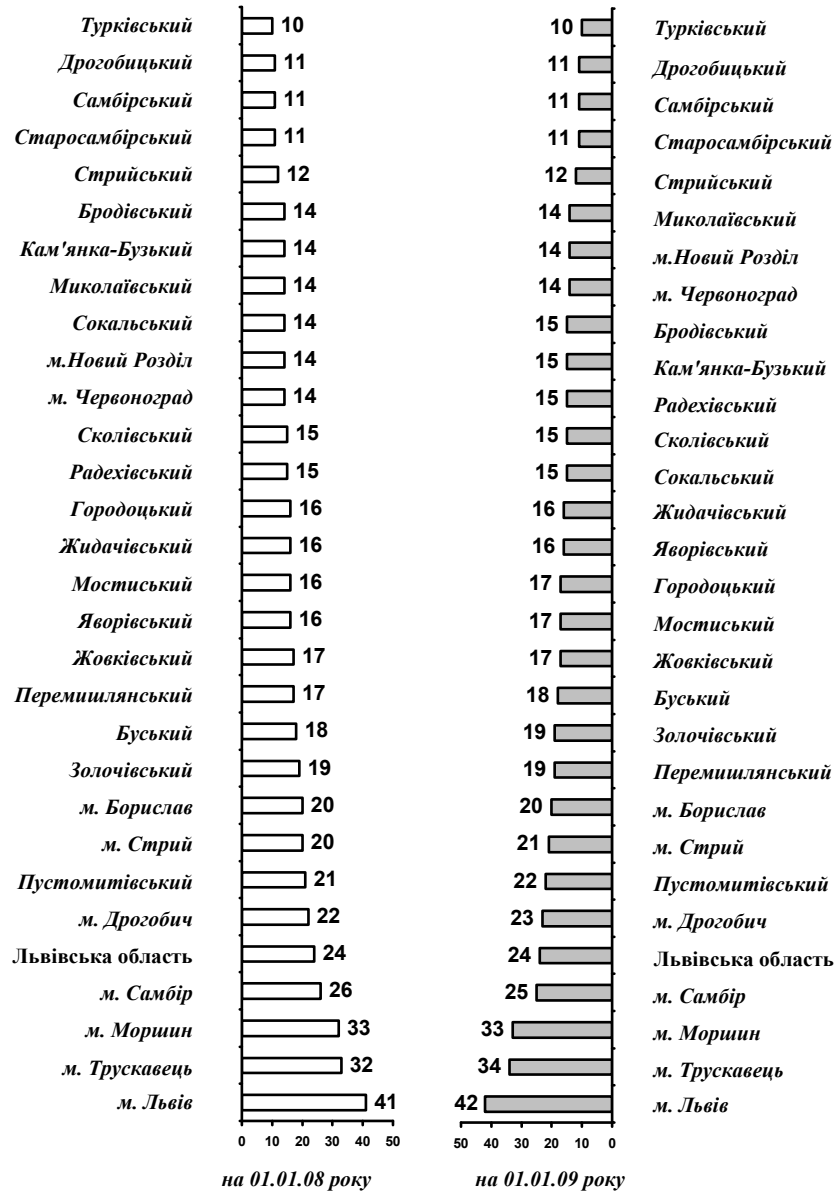 Турківський 10 10 Турківський
Дрогобицький 11 11 Дрогобицький
Самбірський 11 11 Самбірський
Старосамбірський 11 11 Старосамбірський
Стрийський 12 12 Стрийський
Бродівський 14 14 Миколаївський
Кам'янка-Бузький 14 14 м.Новий Розділ
Миколаївський 14 14 м. Червоноград
Сокальський 14 15 Бродівський
м.Новий Розділ 14 15 Кам'янка-Бузький
м. Червоноград 14 15 Радехівський
Сколівський 15 15 Сколівський
Радехівський 15 15 Сокальський
Городоцький 16 16 Жидачівський
Жидачівський 16 16 Яворівський
Мостиський 16 17 Городоцький
Яворівський 16 17 Мостиський
Жовківський 17 17 Жовківський
Перемишлянський 17 18 Буський
Буський 18 19 Золочівський
Золочівський 19 19 Перемишлянський
м. Борислав 20 20 м. Борислав
м. Стрий 20 21 м. Стрий
Пустомитівський 21 22 Пустомитівський
м. Дрогобич 22 23 м. Дрогобич
Львівська область 24 24 Львівська область
м. Самбір 26 25 м. Самбір
м. Моршин 33 33 м. Моршин
м. Трускавець 32 34 м. Трускавець
м. Львів 41 42 м. Львів
0 10 20 30 40 50 50 40 30 20 10 0
на 01.01.08 року на 01.01.09 року